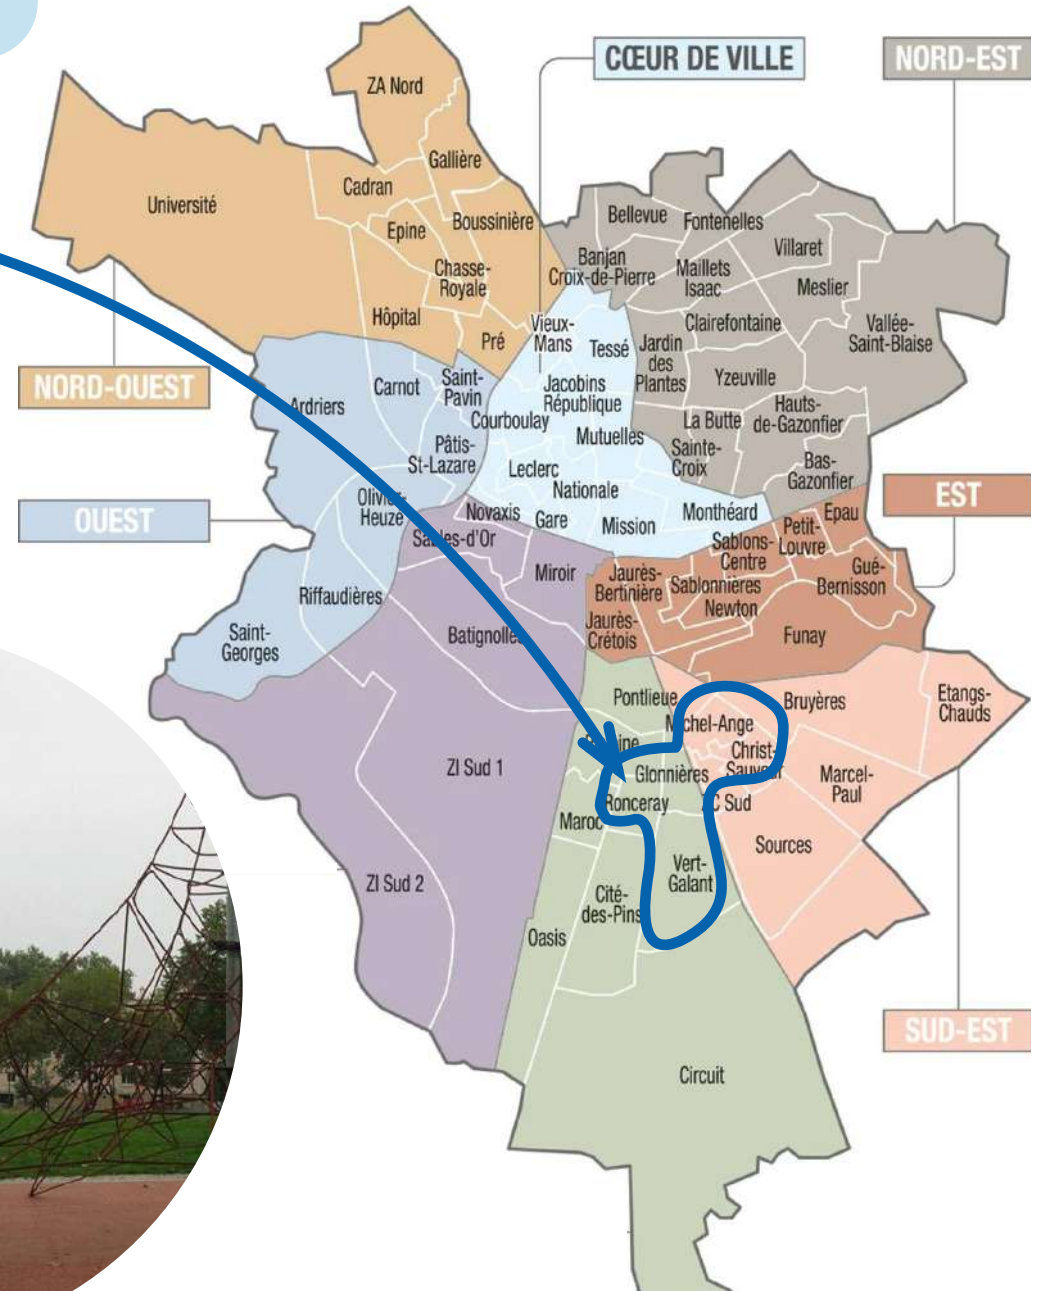 CŒUR DE VILLE
NORD-EST
ZA Nord
Gallière
Cadran
Université
Epine
Boussinière
Chasse-
Royale
Hôpital
Pré
NORD-OUEST
Bellevue
Fontenelles
Banjan
Croix-de-Pierre
Maillets
Isaac
Villaret
Meslier
Clairefontaine
Vallée-
Saint-Blaise
Jardin
des
Plantes
Yzeuville
La Butte
Hauts-
de-Gazonfier
Sainte-
Croix
Bas-
Gazonfier
Vieux-
Mans
Tessé
Jacobins
République
Courboulay
Mutuelles
Leclerc
Nationale
Gare
Mission
Monthéard
Ardriers
Carnot
Saint-
Pavin
Pâtis-
St-Lazare
Olivier-
Heuze
OUEST
Riffaudières
Saint-
Georges
EST
Epau
Petit-
Louvre
Sablons-
Centre
Gué-
Bernisson
Jaurès-
Bertinière
Sablonnières
Newton
Jaurès-
Crétois
Funay
Novaxis
Sables-d'Or
Miroir
Batignolles
ZI Sud 1
ZI Sud 2
Pontlieue
Michel-Ange
Bruyères
Etangs-
Chauds
Christ-
Sauveur
Glonnières
Marcel-
Paul
Ronceray
Sud
Maroc
Sources
Vert-
Galant
Cité-
des-Pins
Oasis
SUD-EST
Circuit